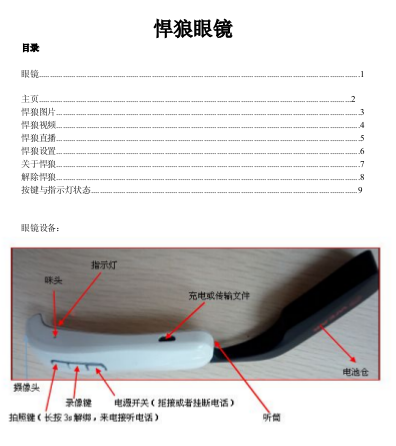 悍狼眼镜
目录
眼镜........................................1
主页........................................2
悍狼图片........................................3
悍狼视频........................................4
悍狼直播........................................5
悍狼设置........................................6
关于悍狼........................................7
解除悍狼........................................8
按键与指示灯状态........................................9
眼镜设备：
指示灯
咪头
充电或传输文件
摄像头
电池仓
录像键
电源开关（拒接或者挂断电话）
拍照键（长按3s解绑，来电接听电话）
听筒